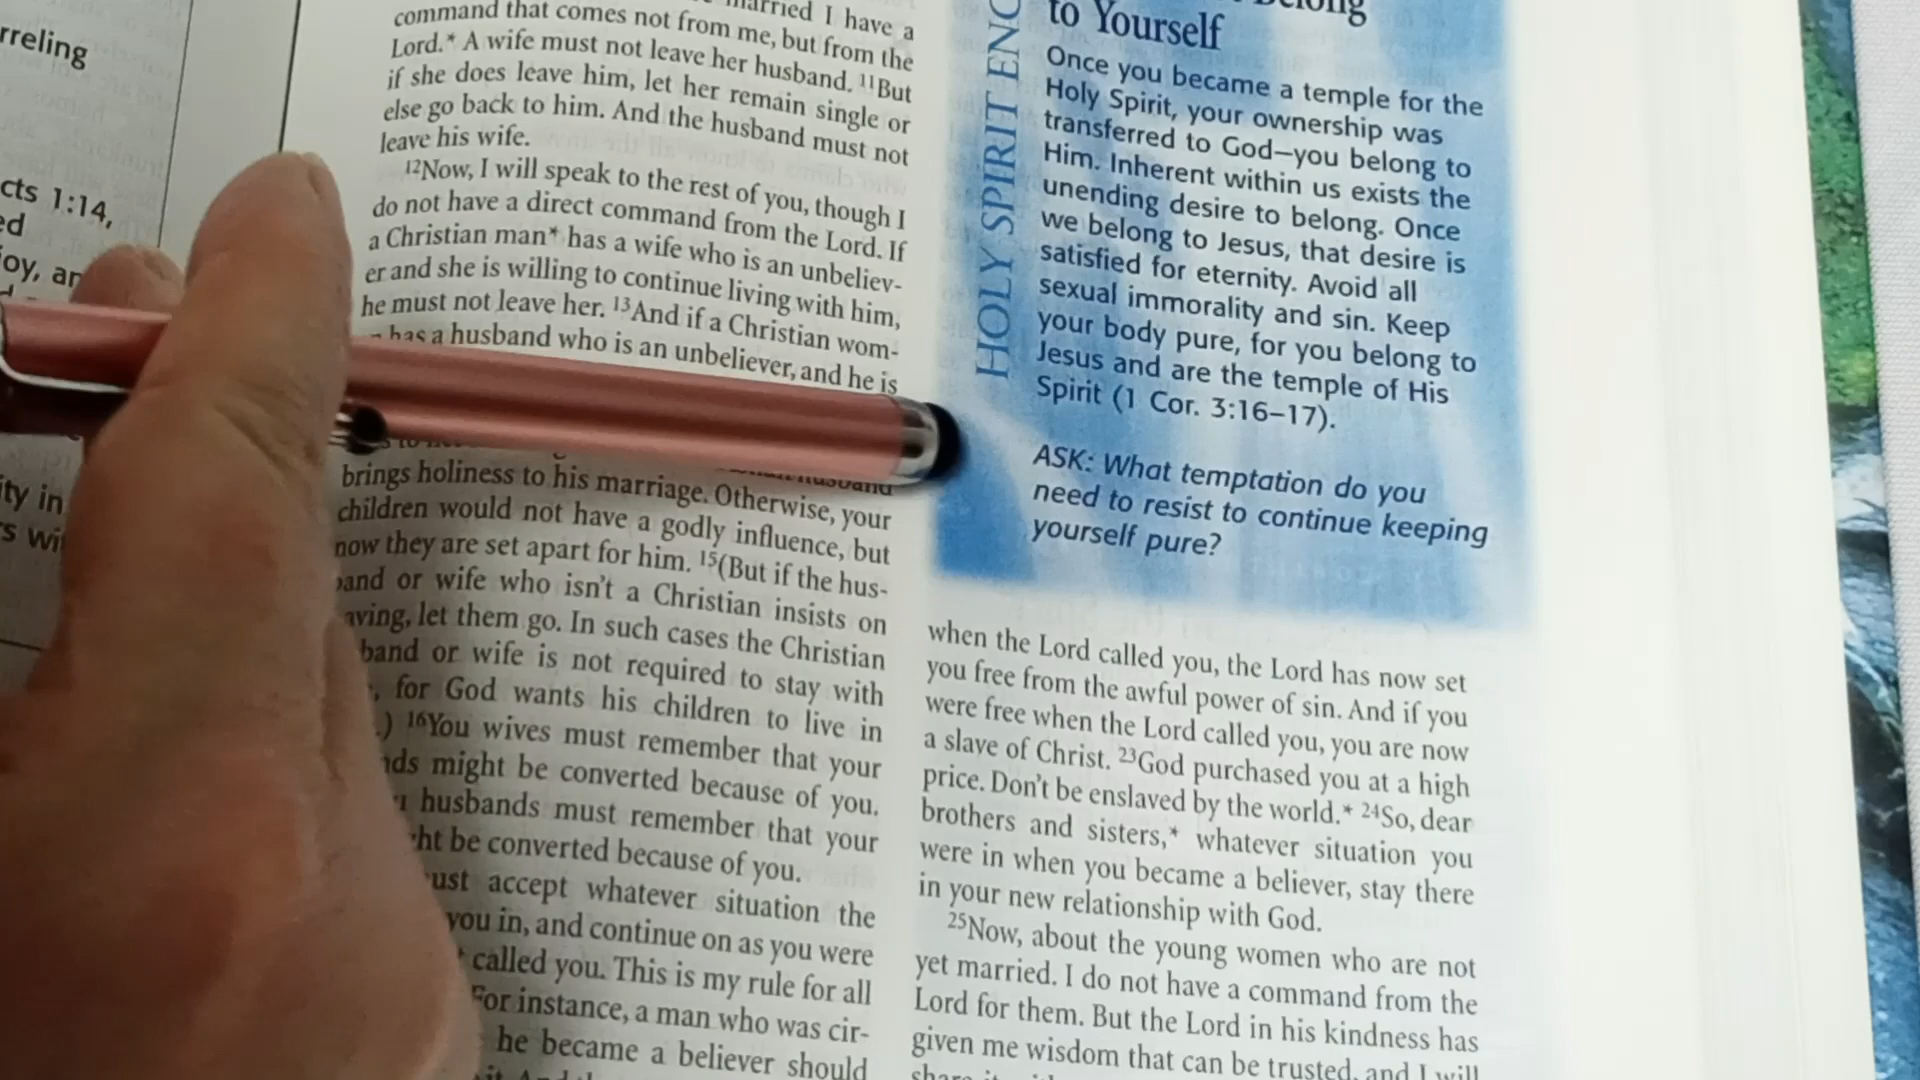 rreling
cts 1:14,
ed
oy, an
ity in
s wi
married I have a
command that comes not from me, but from the
Lord.* A wife must not leave her husband. 11But
if she does leave him, let her remain single or
else go back to him. And the husband must not
leave his wife.
12Now, I will speak to the rest of you, though I
do not have a direct command from the Lord. If
a Christian man* has a wife who is an unbeliev-
er and she is willing to continue living with him,
he must not leave her. 13And if a Christian wom-
has a husband who is an unbeliever, and he is
husband
brings holiness to his marriage. Otherwise, your
children would not have a godly influence, but
now they are set apart for him. 15(But if the hus-
band or wife who isn't a Christian insists on
aving, let them go. In such cases the Christian
band or wife is not required to stay with
, for God wants his children to live in
.) 16You wives must remember that your
nds might be converted because of you.
husbands must remember that your
ht be converted because of you.
ust accept whatever situation the
you in, and continue on as you were
called you. This is my rule for all
For instance, a man who was cir-
he became a believer should
HOLY SPIRIT ENC
Belong
to Yourself
Once you became a temple for the
Holy Spirit, your ownership was
transferred to God—you belong to
Him. Inherent within us exists the
unending desire to belong. Once
we belong to Jesus, that desire is
satisfied for eternity. Avoid all
sexual immorality and sin. Keep
your body pure, for you belong to
Jesus and are the temple of His
Spirit (1 Cor. 3:16–17).
ASK: What temptation do you
need to resist to continue keeping
yourself pure?
when the Lord called you, the Lord has now set
you free from the awful power of sin. And if you
were free when the Lord called you, you are now
a slave of Christ. 23God purchased you at a high
price. Don't be enslaved by the world.* 24So, dear
brothers and sisters,* whatever situation you
were in when you became a believer, stay there
in your new relationship with God.
25Now, about the young women who are not
yet married. I do not have a command from the
Lord for them. But the Lord in his kindness has
given me wisdom that can be trusted, and I will